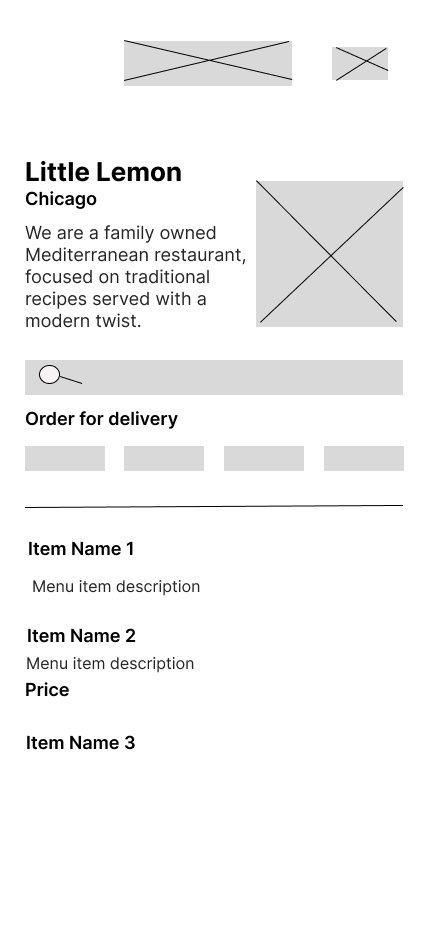 Little Lemon
Chicago
We are a family owned
Mediterranean restaurant,
focused on traditional
recipes served with a
modern twist.
Order for delivery
Item Name 1
Menu item description
Item Name 2
Menu item description
Price
Item Name 3